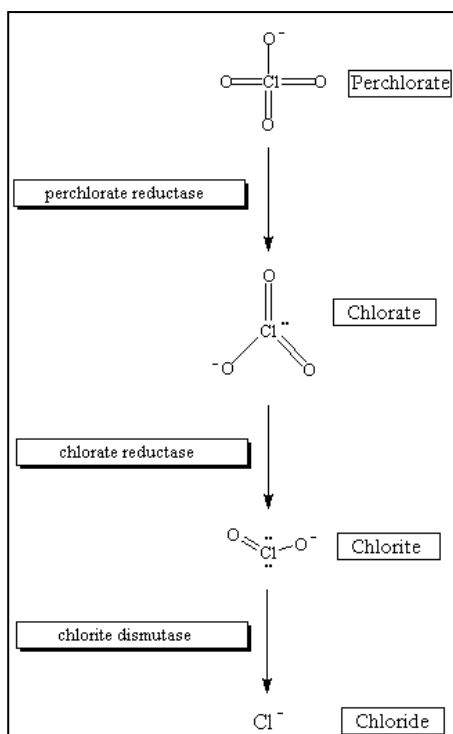 O⁻
O Cl O Perchlorate
O
perchlorate reductase
O
Cl Chlorate
⁻O O
chlorate reductase
O Cl O⁻ Chlorite
chlorite dismutase
Cl⁻ Chloride